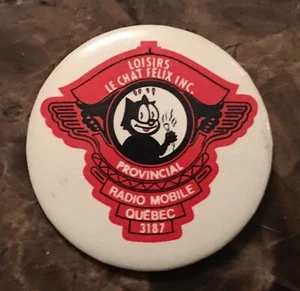 LOISIRS
LE CHAT FELIX INC.
PROVINCIAL
RADIO MOBILE
QUÉBEC
3187